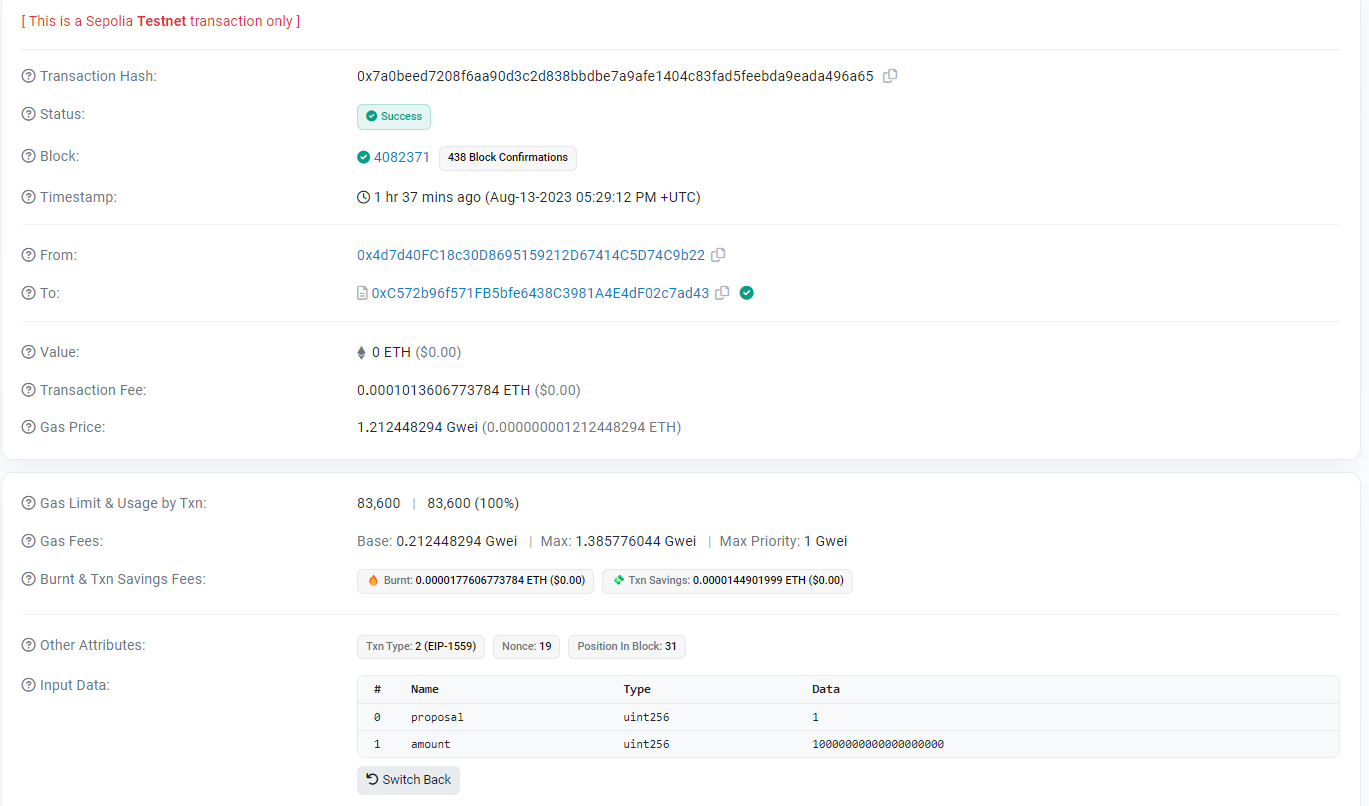 [ This is a Sepolia Testnet transaction only ]
Transaction Hash: 0x7a0beed7208f6aa90d3c2d838bbdbe7a9afe1404c83fad5feebda9eada496a65
Status: Success
Block: 4082371 438 Block Confirmations
Timestamp: 1 hr 37 mins ago (Aug-13-2023 05:29:12 PM +UTC)
From: 0x4d7d40FC18c30D8695159212D67414C5D74C9b22
To: 0xC572b96f571FB5bfe6438C3981A4E4dF02c7ad43
Value: 0 ETH ($0.00)
Transaction Fee: 0.0001013606773784 ETH ($0.00)
Gas Price: 1.212448294 Gwei (0.000000001212448294 ETH)
Gas Limit & Usage by Txn: 83,600 | 83,600 (100%)
Gas Fees: Base: 0.212448294 Gwei | Max: 1.385776044 Gwei | Max Priority: 1 Gwei
Burnt & Txn Savings Fees: Burnt: 0.0000177606773784 ETH ($0.00) Txn Savings: 0.0000144901999 ETH ($0.00)
Other Attributes: Txn Type: 2 (EIP-1559) Nonce: 19 Position In Block: 31
Input Data: # Name Type Data
0 proposal uint256 1
1 amount uint256 10000000000000000000
Switch Back